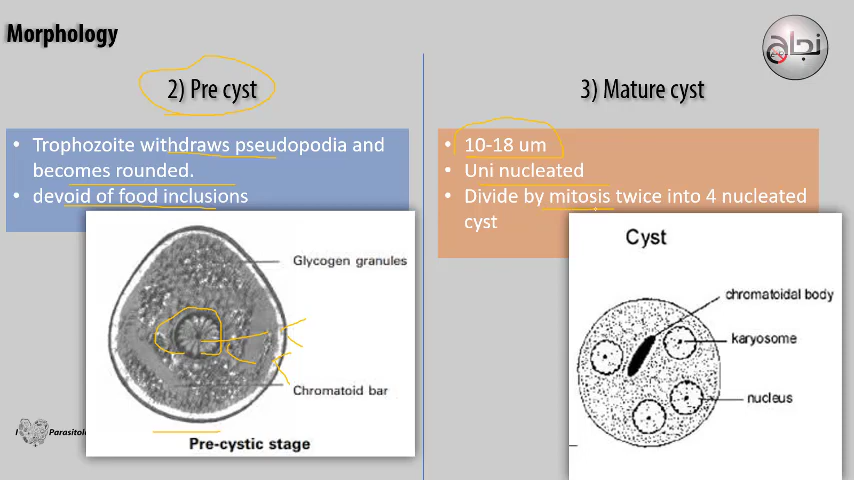 Morphology
نجاح
2) Pre cyst
Trophozoite withdraws pseudopodia and
becomes rounded.
devoid of food inclusions
Glycogen granules
Chromatoid bar
Pre-cystic stage
3) Mature cyst
10-18 um
Uni nucleated
Divide by mitosis twice into 4 nucleated
cyst
Cyst
chromatoidal body
karyosome
nucleus
I